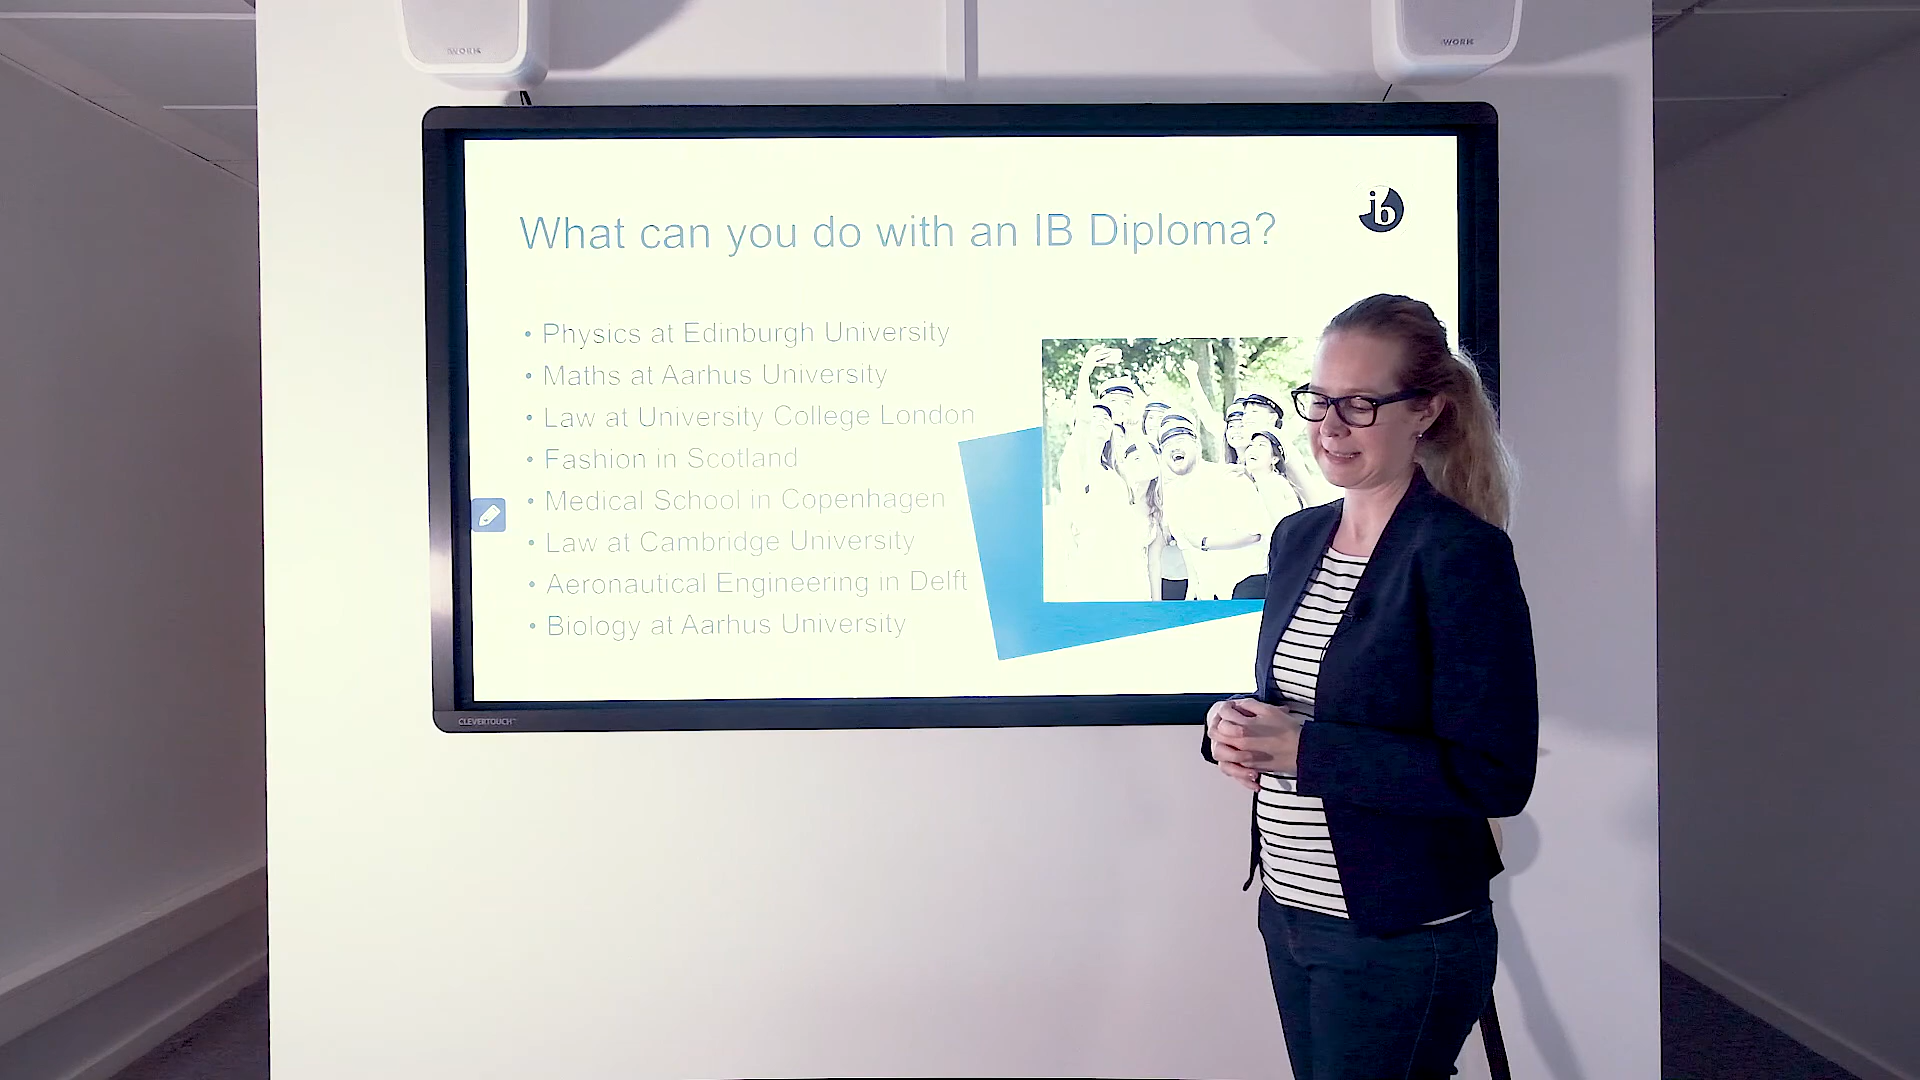 WORK
WORK
ib
What can you do with an IB Diploma?
• Physics at Edinburgh University
• Maths at Aarhus University
• Law at University College London
• Fashion in Scotland
• Medical School in Copenhagen
• Law at Cambridge University
• Aeronautical Engineering in Delft
• Biology at Aarhus University
CLEVERTOUCH